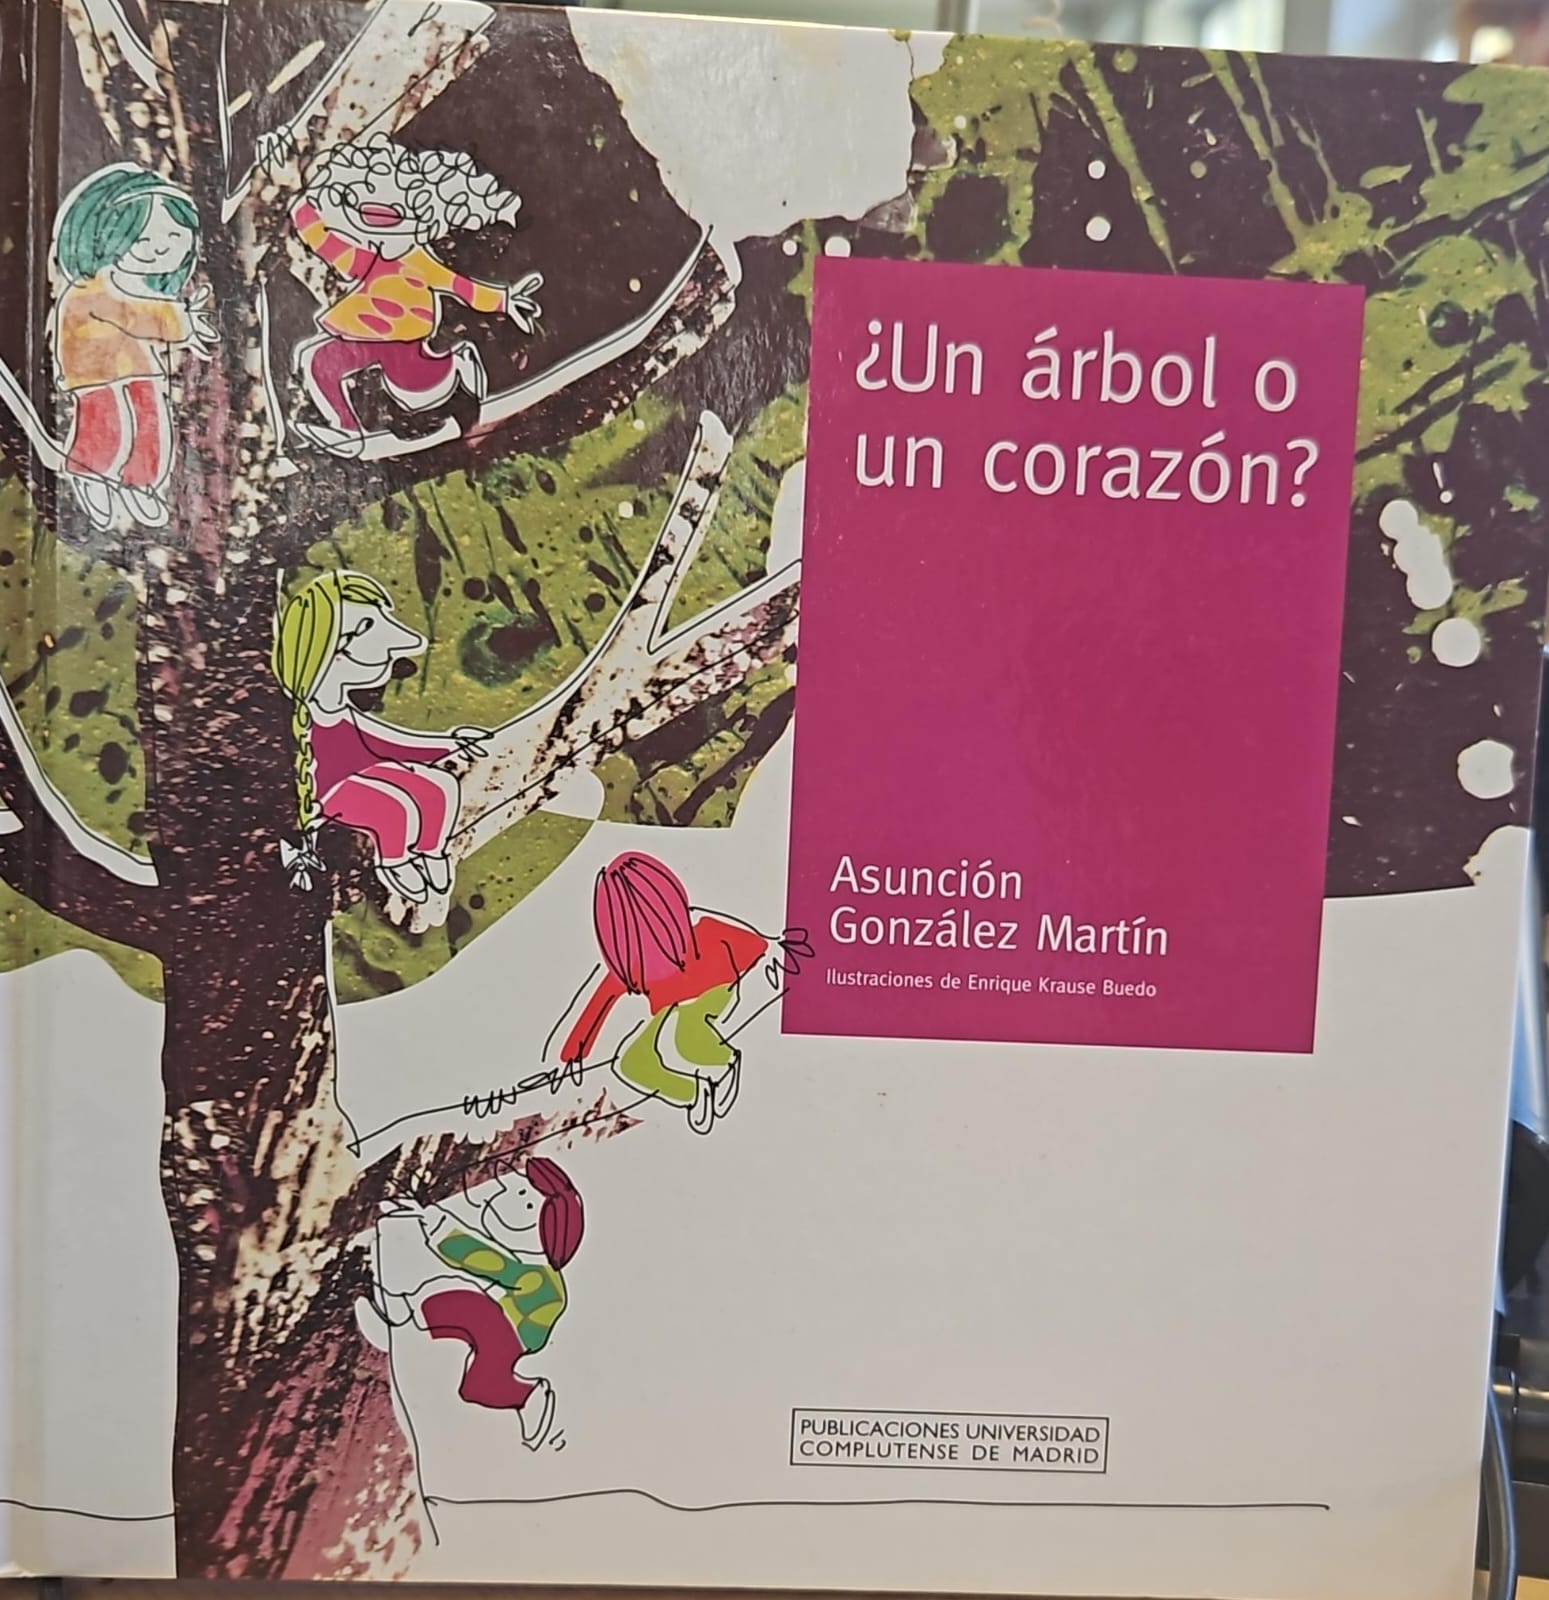 ¿Un árbol o
un corazón?
Asunción
González Martín
Ilustraciones de Enrique Krause Buedo
PUBLICACIONES UNIVERSIDAD
COMPLUTENSE DE MADRID